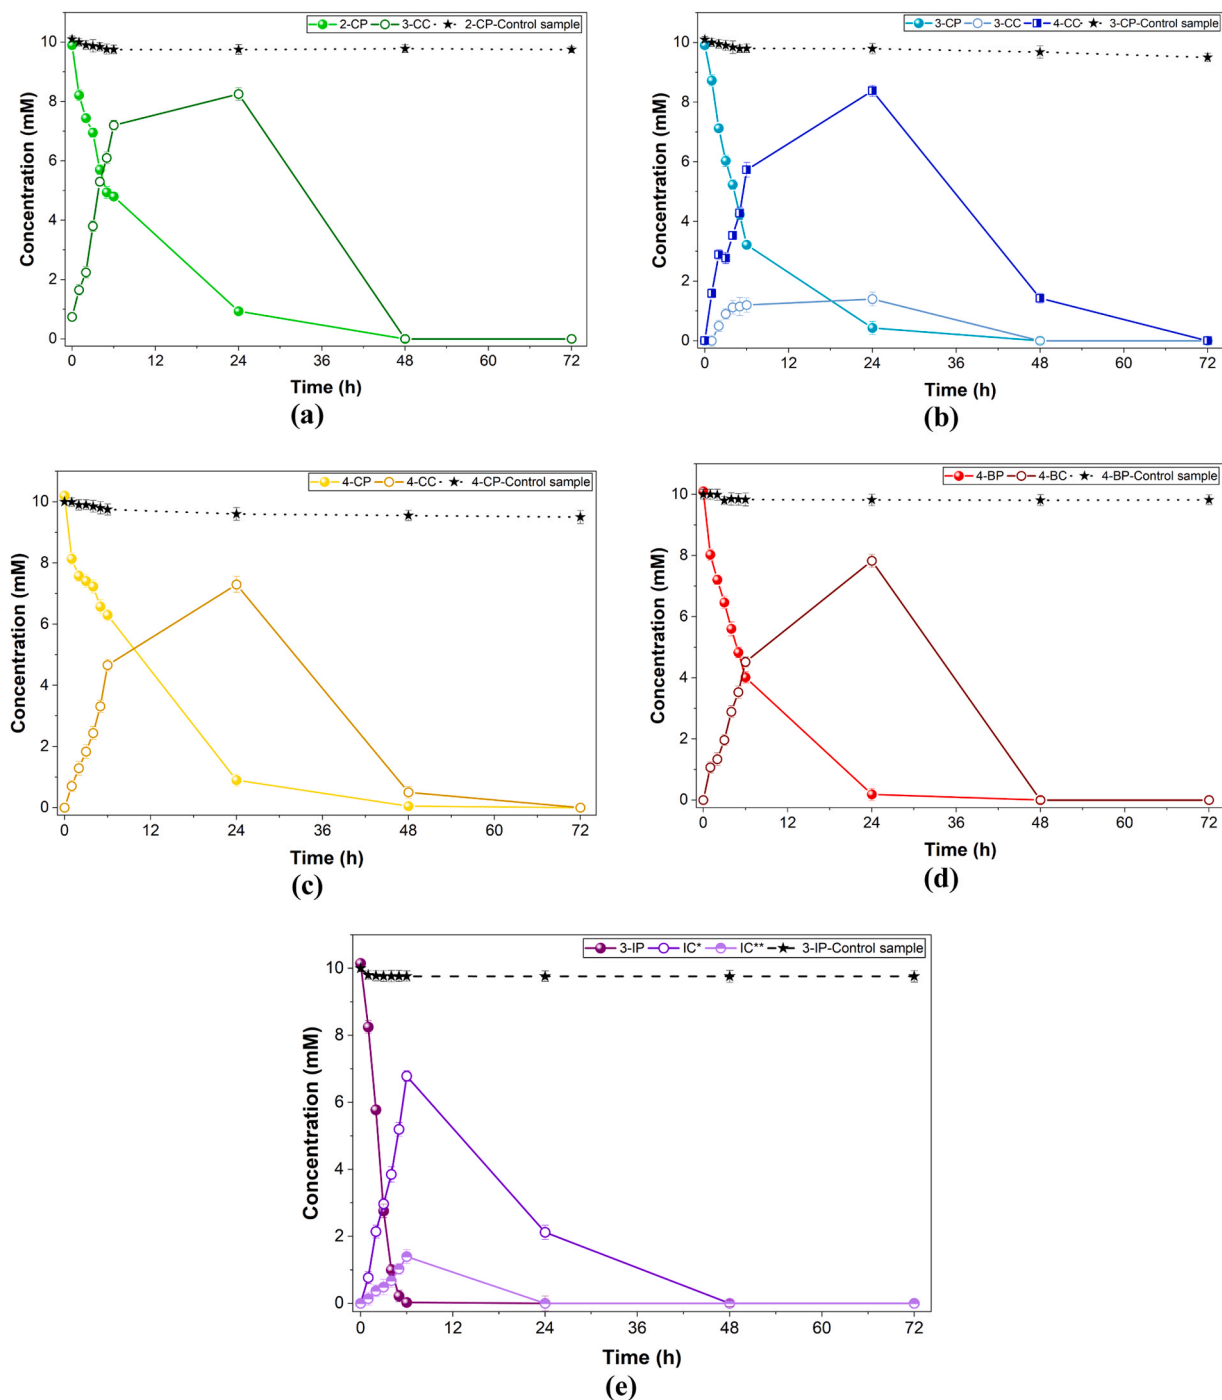 2-CP 3-CC 2-CP-Control sample
10
8
6
4
2
0
Concentration (mM)
0 12 24 36 48 60 72
Time (h)
(a)
3-CP 3-CC 4-CC 3-CP-Control sample
10
8
6
4
2
0
Concentration (mM)
0 12 24 36 48 60 72
Time (h)
(b)
4-CP 4-CC 4-CP-Control sample
10
8
6
4
2
0
Concentration (mM)
0 12 24 36 48 60 72
Time (h)
(c)
4-BP 4-BC 4-BP-Control sample
10
8
6
4
2
0
Concentration (mM)
0 12 24 36 48 60 72
Time (h)
(d)
3-IP IC* IC** 3-IP-Control sample
10
8
6
4
2
0
Concentration (mM)
0 12 24 36 48 60 72
Time (h)
(e)